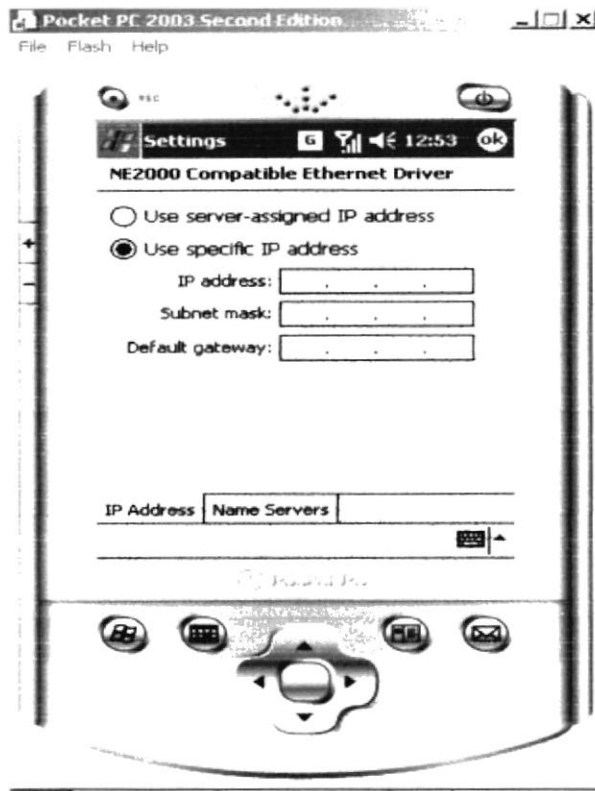 Pocket PC 2003 Second Edition
File Flash Help
esc
Settings G 12:53 ok
NE2000 Compatible Ethernet Driver
Use server-assigned IP address
Use specific IP address
IP address: . . .
Subnet mask: . . .
Default gateway: . . .
IP Address Name Servers